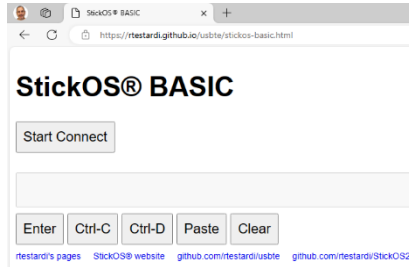 StickOS® BASIC
https://rtestardi.github.io/usbte/stickos-basic.html
StickOS® BASIC
Start Connect
Enter Ctrl-C Ctrl-D Paste Clear
rtestardi's pages StickOS® website github.com/rtestardi/usbte github.com/rtestardi/StickOS2